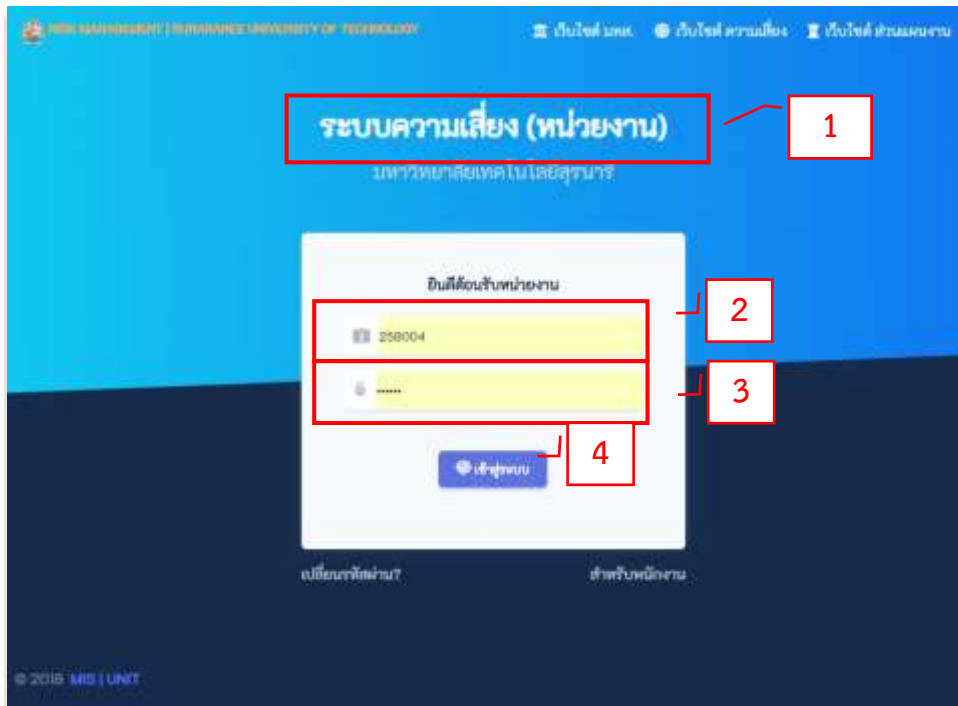 RISK MANAGEMENT | SURANAREE UNIVERSITY OF TECHNOLOGY
เว็บไซต์ มทส.
เว็บไซต์ ความเสี่ยง
เว็บไซต์ ส่วนแผนงาน
ระบบความเสี่ยง (หน่วยงาน)
1
มหาวิทยาลัยเทคโนโลยีสุรนารี
ยินดีต้อนรับหน่วยงาน
2
258004
3
••••••
4
เข้าสู่ระบบ
เปลี่ยนรหัสผ่าน?
สำหรับพนักงาน
© 2018 MIS | UNIT